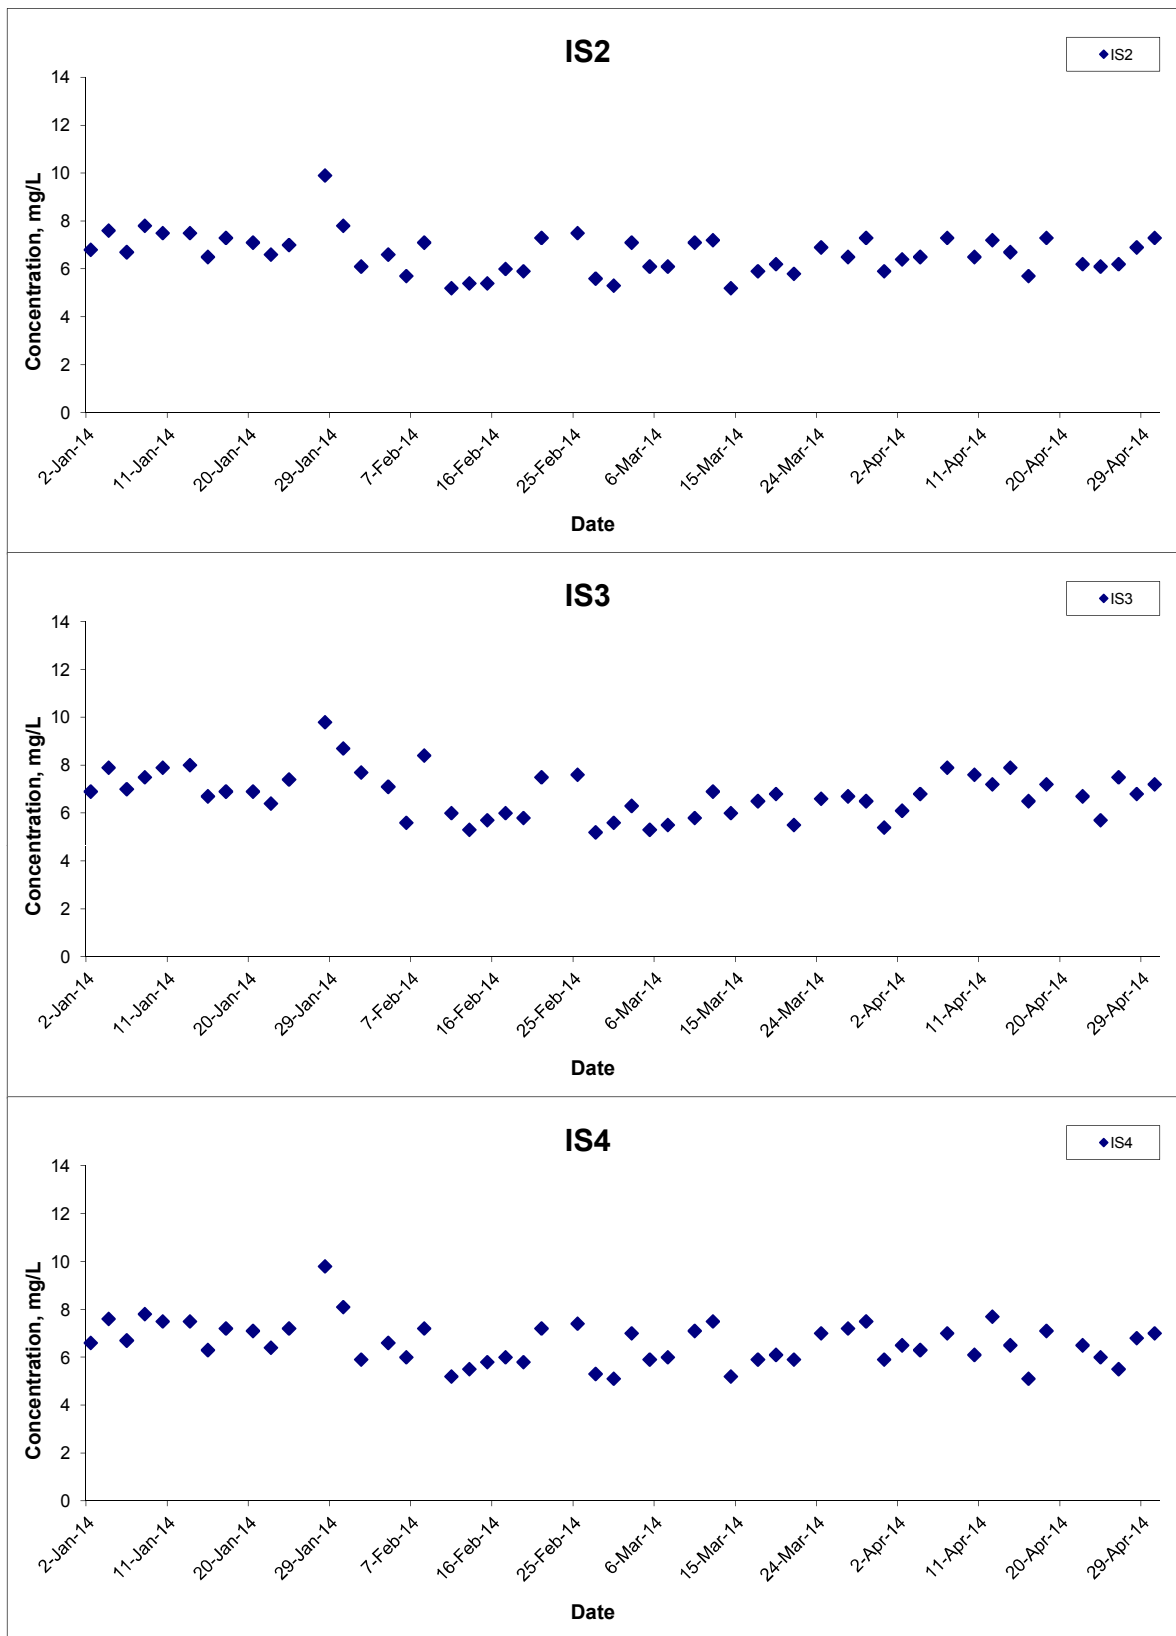 IS2
IS2
Concentration, mg/L
14
12
10
8
6
4
2
0
2-Jan-14
11-Jan-14
20-Jan-14
29-Jan-14
7-Feb-14
16-Feb-14
25-Feb-14
6-Mar-14
15-Mar-14
24-Mar-14
2-Apr-14
11-Apr-14
20-Apr-14
29-Apr-14
Date
IS3
IS3
Concentration, mg/L
14
12
10
8
6
4
2
0
2-Jan-14
11-Jan-14
20-Jan-14
29-Jan-14
7-Feb-14
16-Feb-14
25-Feb-14
6-Mar-14
15-Mar-14
24-Mar-14
2-Apr-14
11-Apr-14
20-Apr-14
29-Apr-14
Date
IS4
IS4
Concentration, mg/L
14
12
10
8
6
4
2
0
2-Jan-14
11-Jan-14
20-Jan-14
29-Jan-14
7-Feb-14
16-Feb-14
25-Feb-14
6-Mar-14
15-Mar-14
24-Mar-14
2-Apr-14
11-Apr-14
20-Apr-14
29-Apr-14
Date